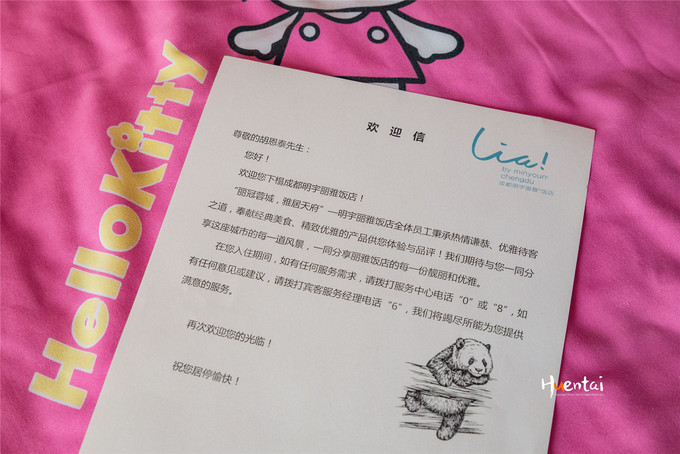 HelloKitty
欢迎信
Lia!
by minyoun
chengdu
成都明宇丽雅饭店
尊敬的胡恩泰先生：
您好！
欢迎您下榻成都明宇丽雅饭店！
“丽冠蓉城，雅居天府”—明宇丽雅饭店全体员工秉承热情谦恭、优雅待客
之道，奉献经典美食、精致优雅的产品供您体验与品评！我们期待与您一同分
享这座城市的每一道风景，一同分享丽雅饭店的每一份靓丽和优雅。
在您入住期间，如有任何服务需求，请拨打服务中心电话“0”或“8”，如
有任何意见或建议，请拨打宾客服务经理电话“6”，我们将竭尽所能为您提供
满意的服务。
再次欢迎您的光临！
祝您居停愉快！
Huentai